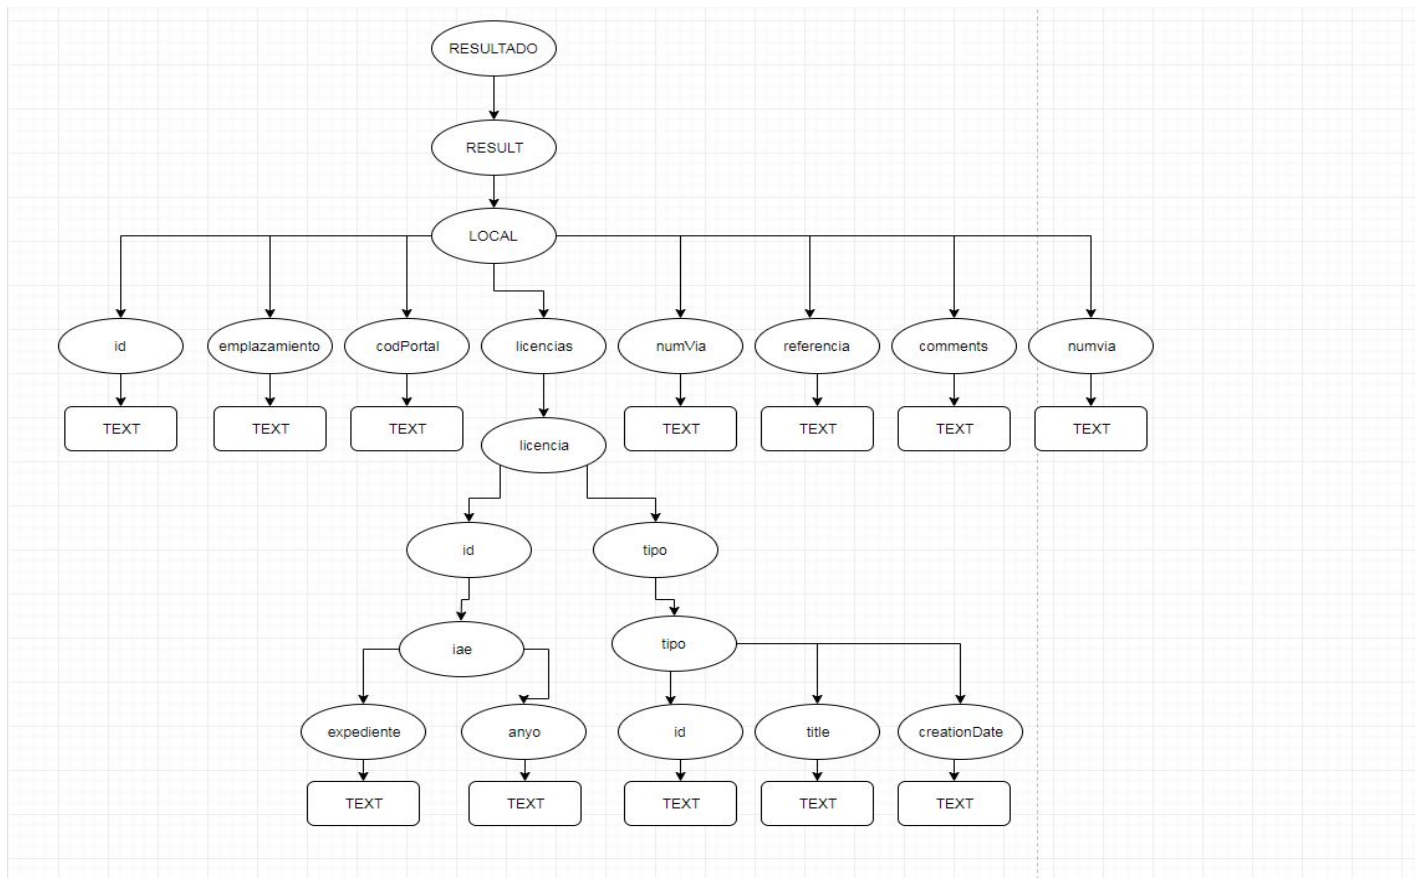 RESULTADO
RESULT
LOCAL
id
emplazamiento
codPortal
licencias
numVia
referencia
comments
numvia
TEXT
TEXT
TEXT
TEXT
TEXT
TEXT
TEXT
licencia
id
tipo
iae
tipo
expediente
anyo
id
title
creationDate
TEXT
TEXT
TEXT
TEXT
TEXT